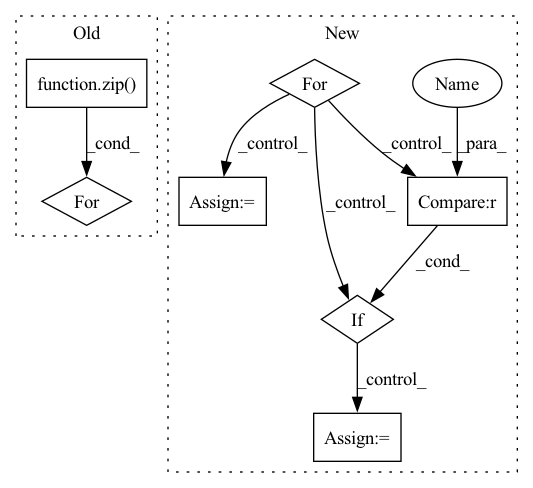 Old
New
function.zip()
For
Name
_cond_
_control_
_control_
_para_
For
Assign:=
_control_
Compare:r
_cond_
If
_control_
Assign:=